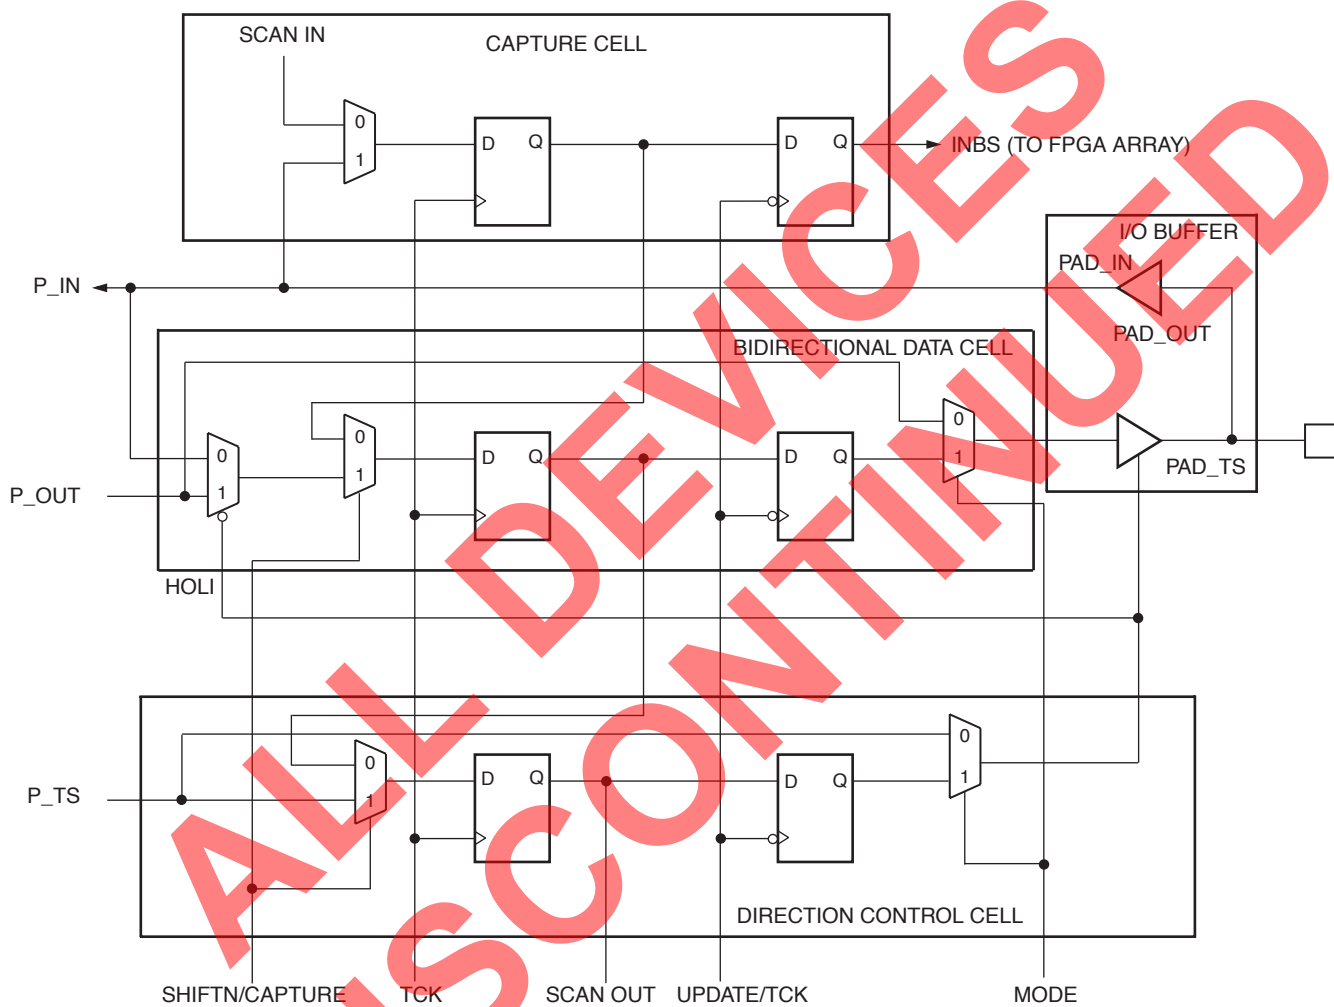 SCAN IN
CAPTURE CELL
0
1
D Q
D Q
INBS (TO FPGA ARRAY)
I/O BUFFER
PAD_IN
P_IN
PAD_OUT
BIDIRECTIONAL DATA CELL
0
1
0
1
D Q
D Q
0
1
PAD_TS
P_OUT
HOLI
P_TS
0
1
D Q
D Q
0
1
DIRECTION CONTROL CELL
SHIFTN/CAPTURE
TCK
SCAN OUT
UPDATE/TCK
MODE
ALL DEVICES
DISCONTINUED